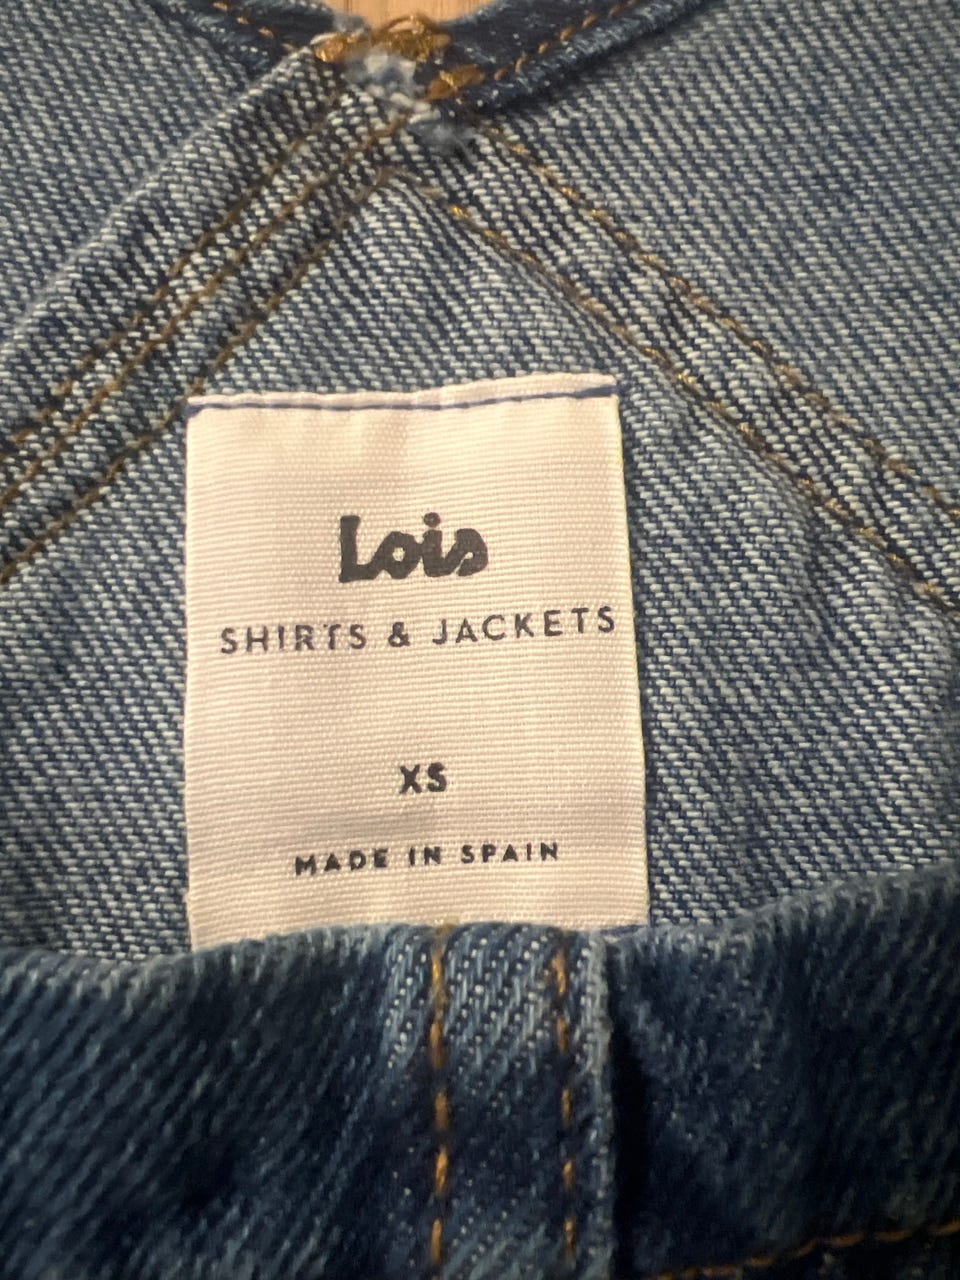 Lois
SHIRTS & JACKETS
XS
MADE IN SPAIN